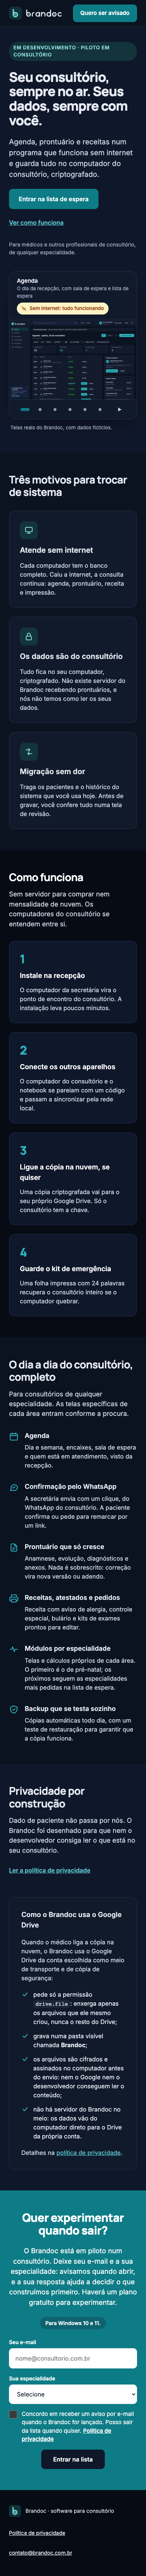 brandoc
Quero ser avisado
EM DESENVOLVIMENTO · PILOTO EM
CONSULTÓRIO
Seu consultório,
sempre no ar. Seus
dados, sempre com
você.
Agenda, prontuário e receitas num
programa que funciona sem internet
e guarda tudo no computador do
consultório, criptografado.
Entrar na lista de espera
Ver como funciona
Para médicos e outros profissionais de consultório,
de qualquer especialidade.
Agenda
O dia da recepção, com sala de espera e lista de
espera
Sem internet: tudo funcionando
Telas reais do Brandoc, com dados fictícios.
Três motivos para trocar
de sistema
Atende sem internet
Cada computador tem o banco
completo. Caiu a internet, a consulta
continua: agenda, prontuário, receita
e impressão.
Os dados são do consultório
Tudo fica no seu computador,
criptografado. Não existe servidor do
Brandoc recebendo prontuários, e
nós não temos como ler os seus
dados.
Migração sem dor
Traga os pacientes e o histórico do
sistema que você usa hoje. Antes de
gravar, você confere tudo numa tela
de revisão.
Como funciona
Sem servidor para comprar nem
mensalidade de nuvem. Os
computadores do consultório se
entendem entre si.
1
Instale na recepção
O computador da secretária vira o
ponto de encontro do consultório. A
instalação leva poucos minutos.
2
Conecte os outros aparelhos
O computador do consultório e o
notebook se pareiam com um código
e passam a sincronizar pela rede
local.
3
Ligue a cópia na nuvem, se
quiser
Uma cópia criptografada vai para o
seu próprio Google Drive. Só o
consultório tem a chave.
4
Guarde o kit de emergência
Uma folha impressa com 24 palavras
recupera o consultório inteiro se o
computador quebrar.
O dia a dia do consultório,
completo
Para consultórios de qualquer
especialidade. As telas específicas de
cada área entram conforme a procura.
Agenda
Dia e semana, encaixes, sala de espera
e quem está em atendimento, visto da
recepção.
Confirmação pelo WhatsApp
A secretária envia com um clique, do
WhatsApp do consultório. A paciente
confirma ou pede para remarcar por
um link.
Prontuário que só cresce
Anamnese, evolução, diagnósticos e
anexos. Nada é sobrescrito: correção
vira nova versão ou adendo.
Receitas, atestados e pedidos
Receita com aviso de alergia, controle
especial, bulário e kits de exames
prontos para editar.
Módulos por especialidade
Telas e cálculos próprios de cada área.
O primeiro é o de pré-natal; os
próximos seguem as especialidades
mais pedidas na lista de espera.
Backup que se testa sozinho
Cópias automáticas todo dia, com um
teste de restauração para garantir que
a cópia funciona.
Privacidade por
construção
Dado de paciente não passa por nós. O
Brandoc foi desenhado para que nem o
desenvolvedor consiga ler o que está no
seu consultório.
Ler a política de privacidade
Como o Brandoc usa o Google
Drive
Quando o médico liga a cópia na
nuvem, o Brandoc usa o Google
Drive da conta escolhida como meio
de transporte e de cópia de
segurança:
pede só a permissão
drive.file: enxerga apenas
os arquivos que ele mesmo
criou, nunca o resto do Drive;
grava numa pasta visível
chamada Brandoc;
os arquivos são cifrados e
assinados no computador antes
do envio: nem o Google nem o
desenvolvedor conseguem ler o
conteúdo;
não há servidor do Brandoc no
meio: os dados vão do
computador direto para o Drive
da própria conta.
Detalhes na política de privacidade.
Quer experimentar
quando sair?
O Brandoc está em piloto num
consultório. Deixe seu e-mail e a sua
especialidade: avisamos quando abrir,
e a sua resposta ajuda a decidir o que
construímos primeiro. Haverá um plano
gratuito para experimentar.
Para Windows 10 e 11.
Seu e-mail
nome@consultorio.com.br
Sua especialidade
Selecione
Concordo em receber um aviso por e-mail
quando o Brandoc for lançado. Posso sair
da lista quando quiser. Política de
privacidade
Entrar na lista
Brandoc · software para consultório
Política de privacidade
contato@brandoc.com.br